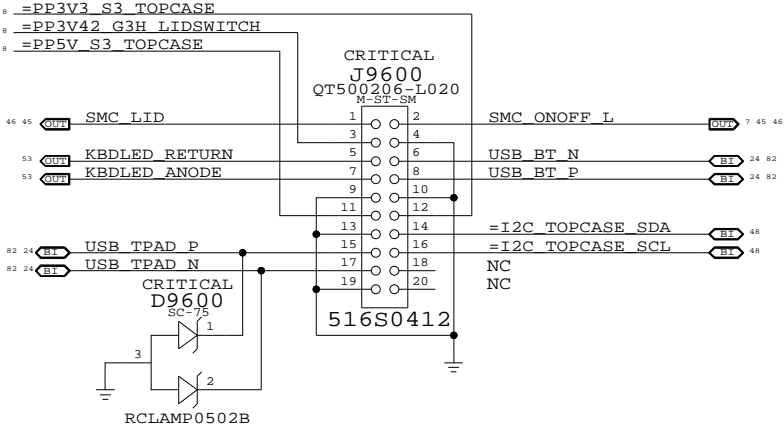 8 =PP3V3_S3_TOPCASE
8 =PP3V42_G3H_LIDSWITCH
8 =PP5V_S3_TOPCASE
CRITICAL
J9600
QT500206-L020
M-ST-SM
46 45 OUT SMC_LID 1 2 SMC_ONOFF_L OUT 7 45 46
3 4
53 OUT KBDLED_RETURN 5 6 USB_BT_N BI 24 82
53 OUT KBDLED_ANODE 7 8 USB_BT_P BI 24 82
9 10
11 12
13 14 =I2C_TOPCASE_SDA BI 48
82 24 BI USB_TPAD_P 15 16 =I2C_TOPCASE_SCL BI 48
82 24 BI USB_TPAD_N 17 18 NC
19 20 NC
516S0412
CRITICAL
D9600
SC-75
1
3
2
RCLAMP0502B